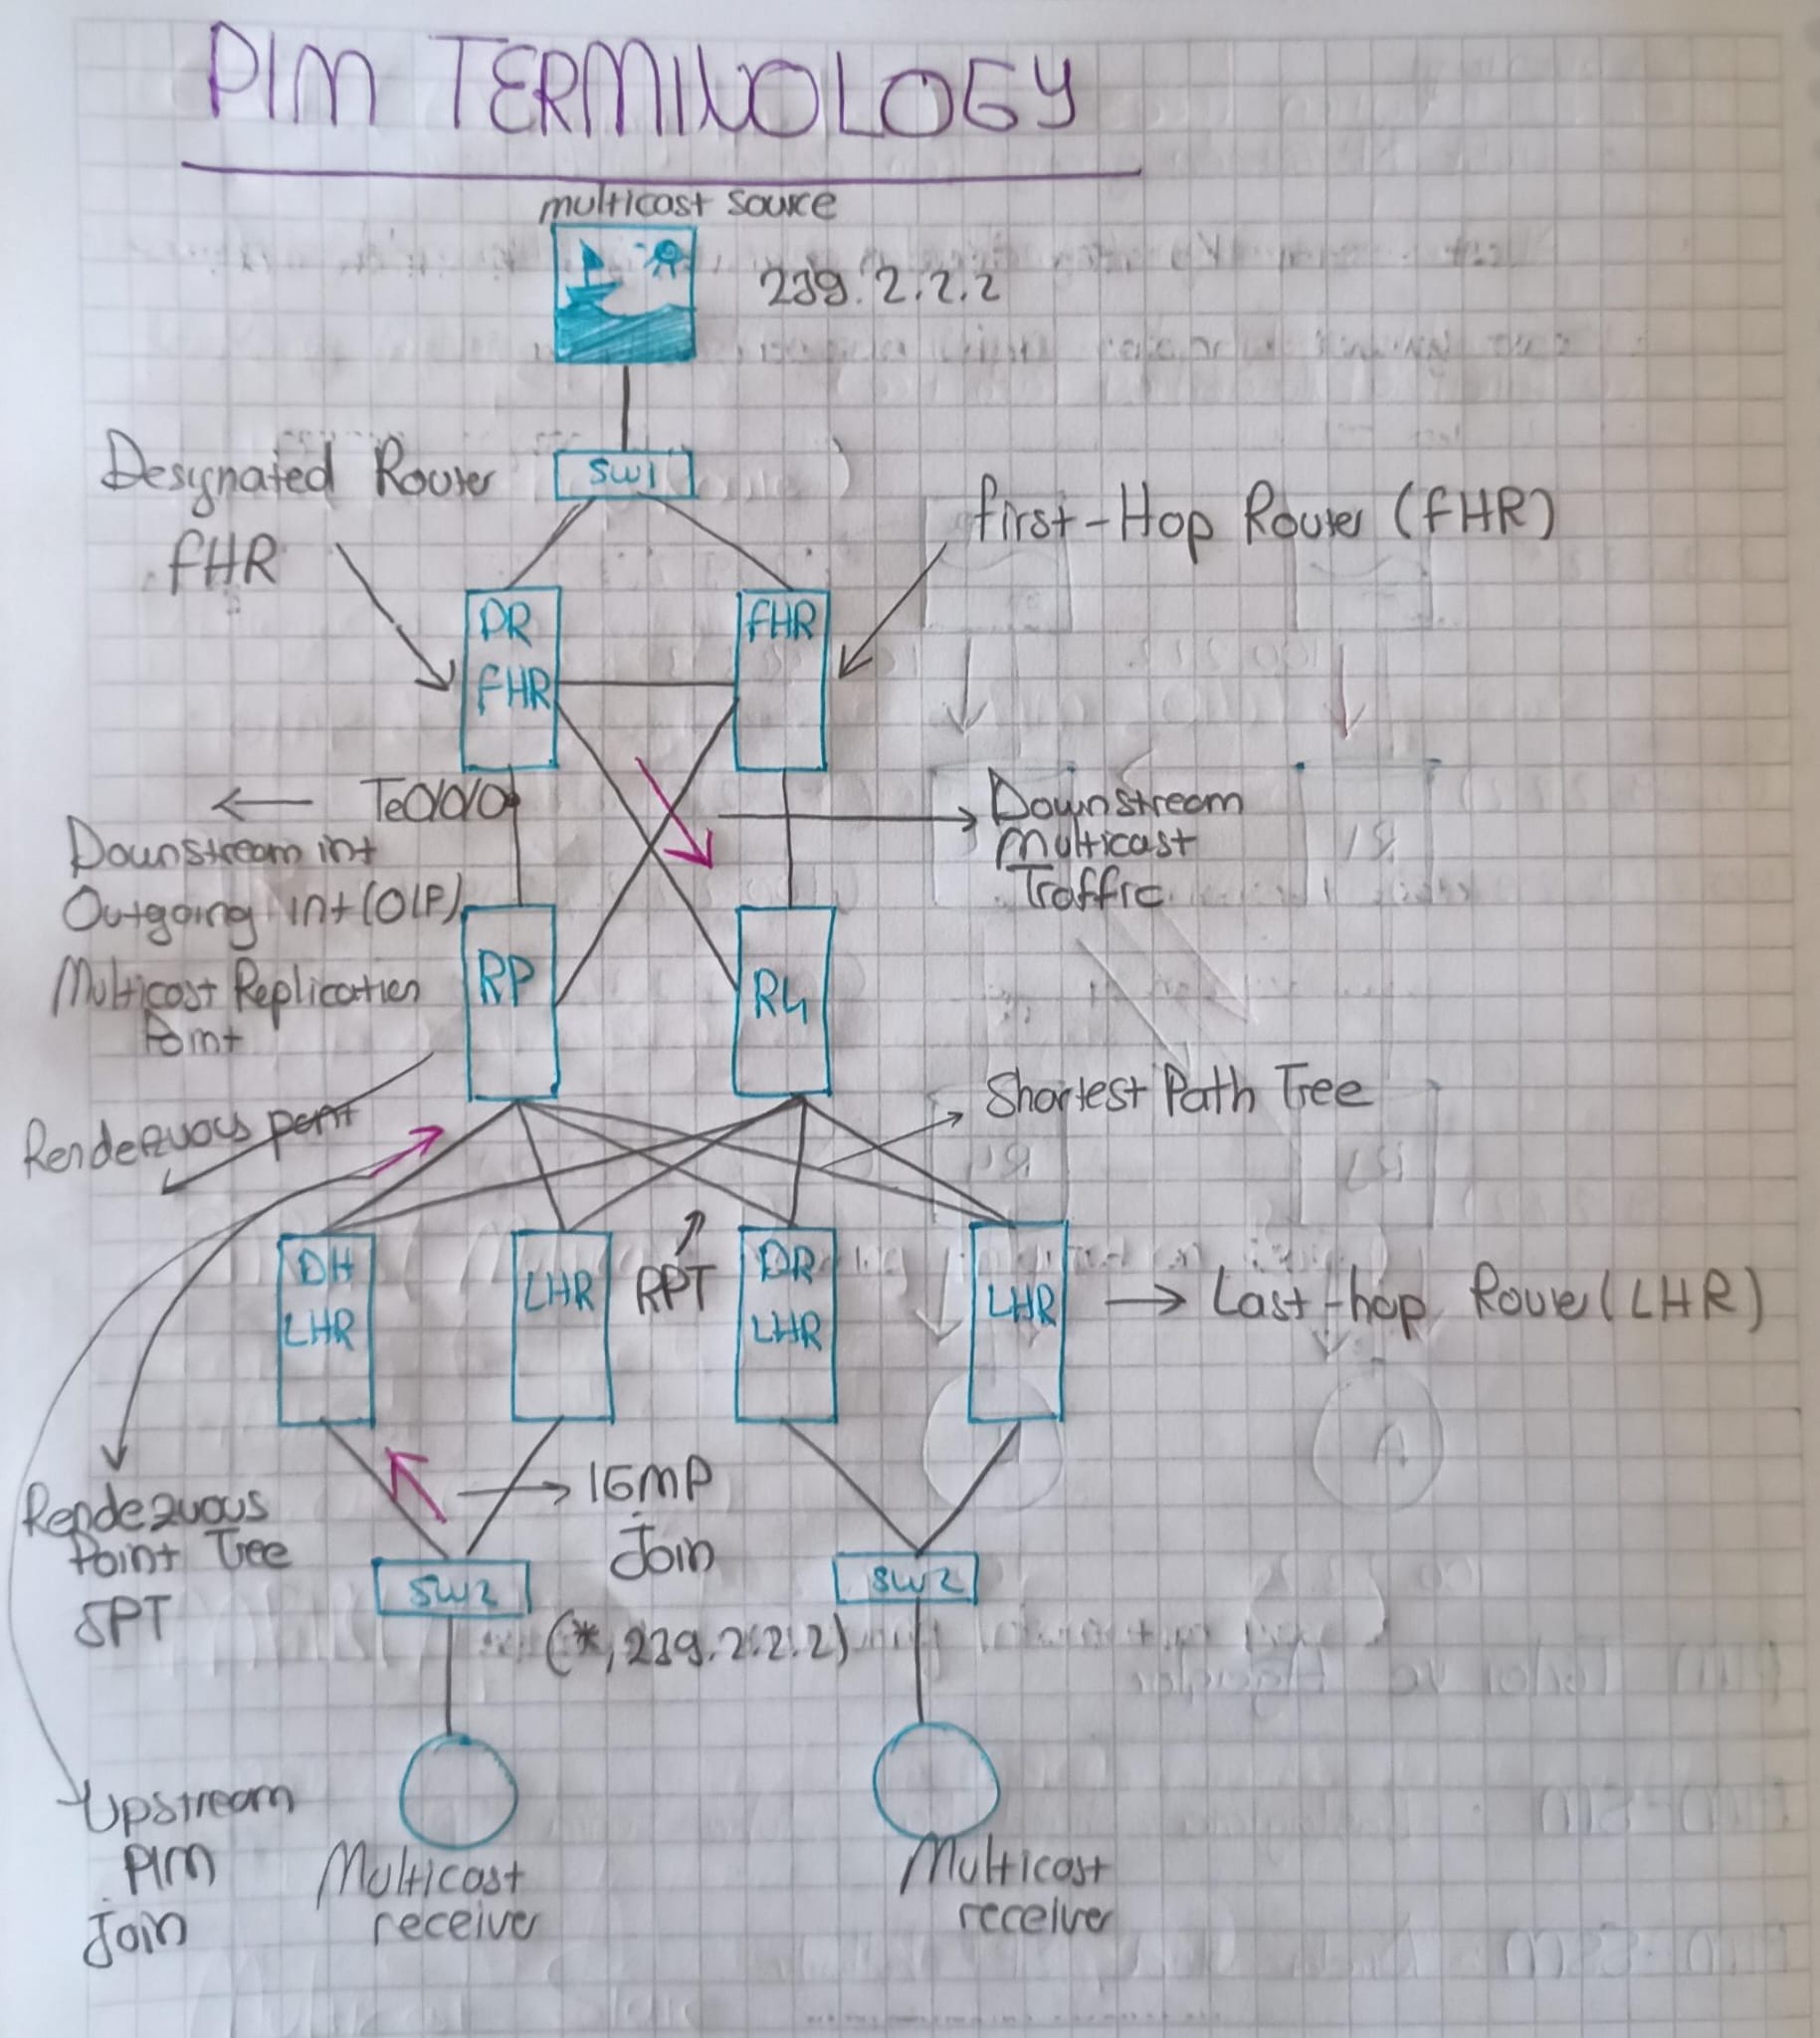 PIM TERMINOLOGY
multicast source
239.2.2.2
SW1
Designated Router
FHR
First-Hop Router (FHR)
DR
FHR
FHR
Te0/0/0
Downstream int
Outgoing int (OIF)
Multicast Replication
Point
Downstream
Multicast
Traffic
RP
R4
Rendezvous point
Shortest Path Tree
DH
LHR
LHR
RPT
DR
LHR
LHR
Last-hop Router (LHR)
Rendezvous
Point Tree
SPT
IGMP
Join
SW2
SW2
(*, 239.2.2.2)
Upstream
PIM
Join
Multicast
receiver
Multicast
receiver